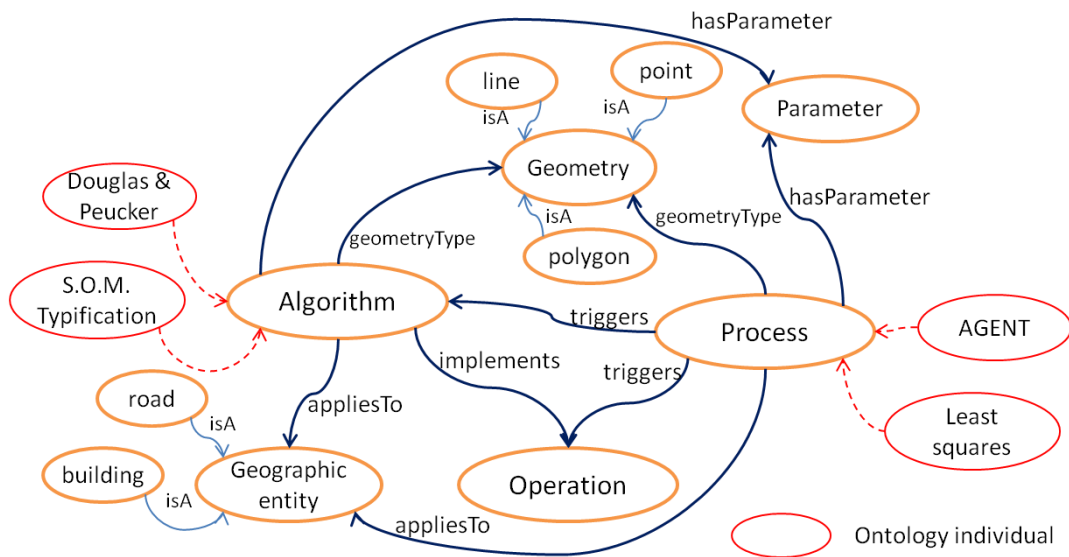 hasParameter
line
point
isA
isA
Parameter
Geometry
Douglas &
Peucker
hasParameter
isA
geometryType
geometryType
polygon
S.O.M.
Typification
Algorithm
triggers
Process
AGENT
implements
triggers
road
appliesTo
isA
Least
squares
building
Geographic
entity
isA
Operation
appliesTo
Ontology individual